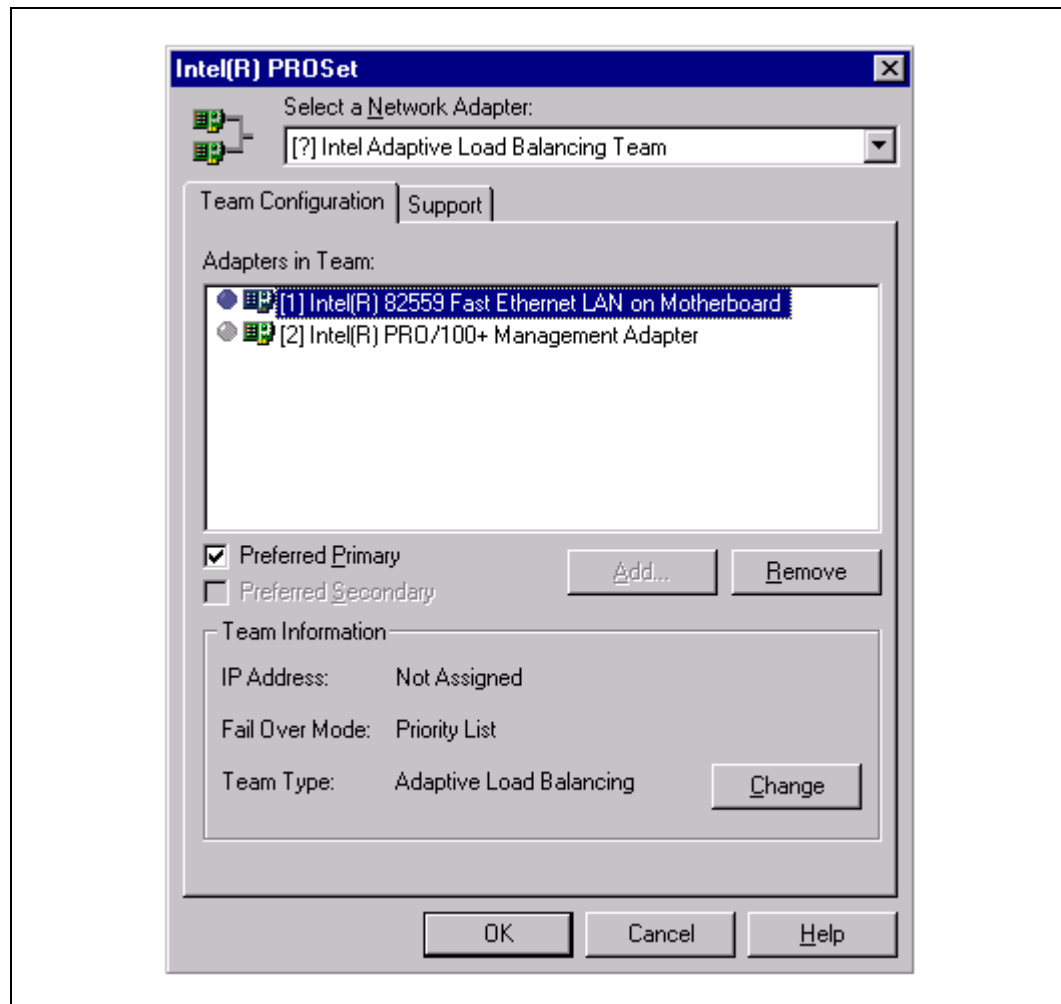 Intel(R) PROSet
Select a Network Adapter:
[?] Intel Adaptive Load Balancing Team
Team Configuration
Support
Adapters in Team:
[1] Intel(R) 82559 Fast Ethernet LAN on Motherboard
[2] Intel(R) PRO/100+ Management Adapter
Preferred Primary
Add...
Remove
Preferred Secondary
Team Information
IP Address: Not Assigned
Fail Over Mode: Priority List
Team Type: Adaptive Load Balancing
Change
OK
Cancel
Help